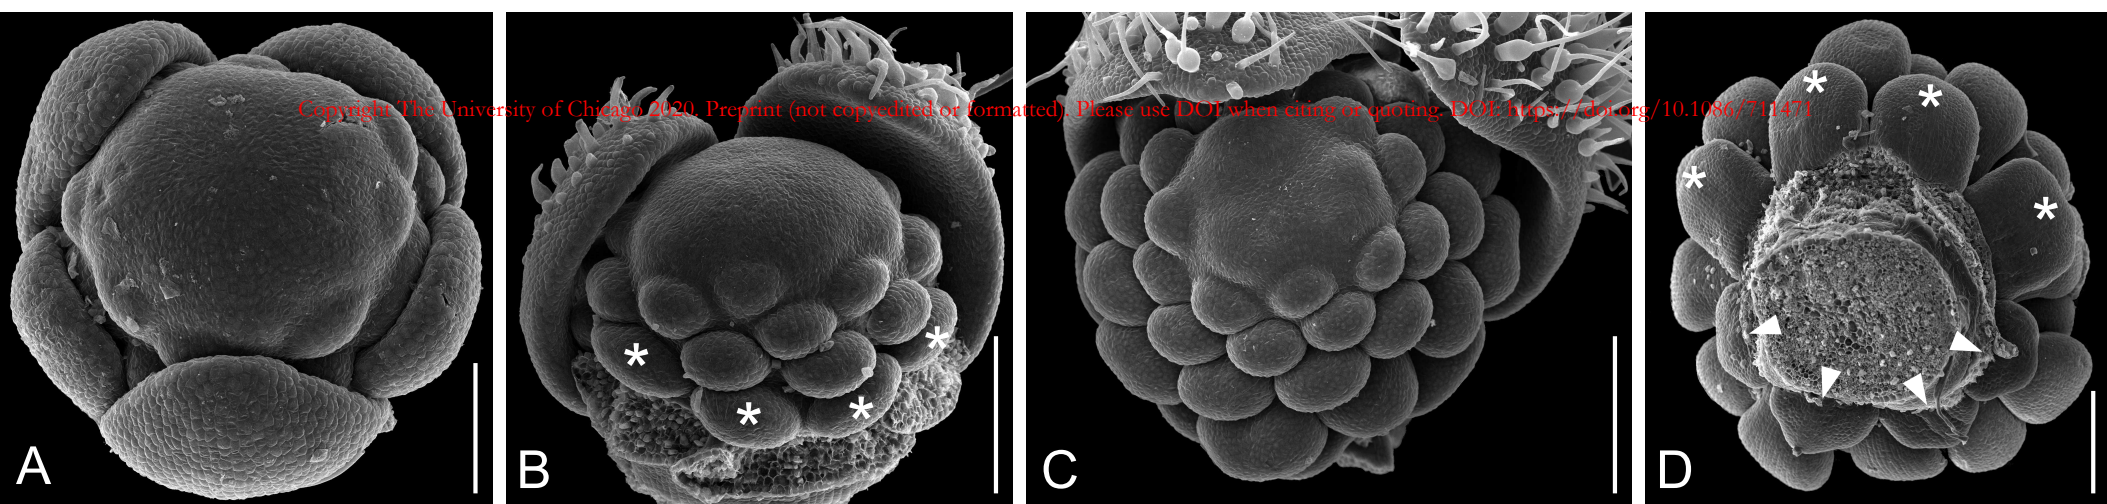 Copyright The University of Chicago 2020. Preprint (not copyedited or formatted). Please use DOI when citing or quoting. DOI: https://doi.org/10.1086/711471
A
B
C
D